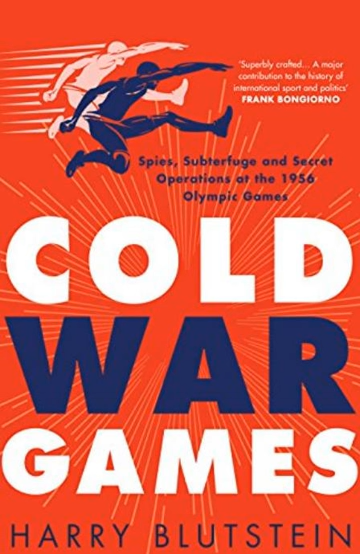 'Superbly crafted... A major
contribution to the history of
international sport and politics'
FRANK BONGIORNO
Spies, Subterfuge and Secret
Operations at the 1956
Olympic Games
COLD
WAR
GAMES
HARRY BLUTSTEIN